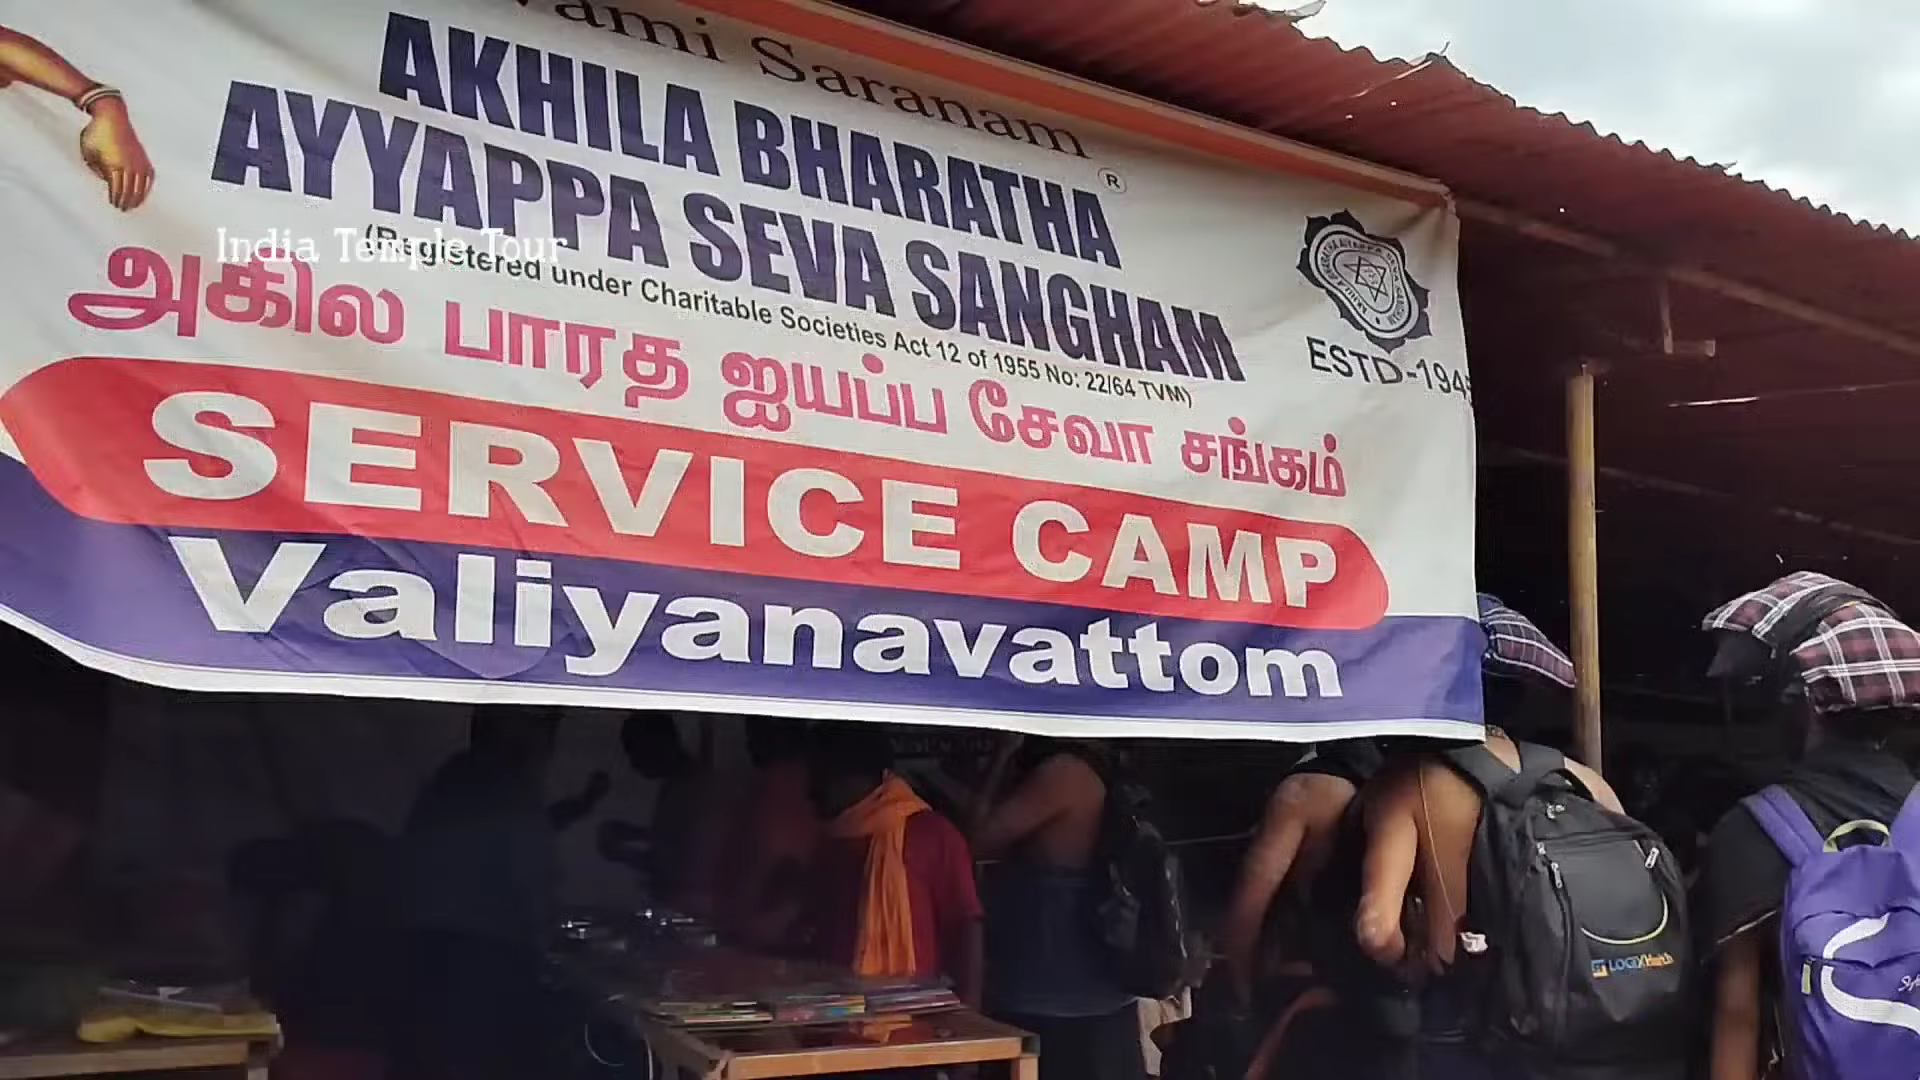 Swami Saranam
AKHILA BHARATHA ®
AYYAPPA SEVA SANGHAM
India Temple Tour
(Registered under Charitable Societies Act 12 of 1955 No: 22/64 TVM)
அகில பாரத ஐயப்ப சேவா சங்கம்
ESTD-194
SERVICE CAMP
Valiyanavattom